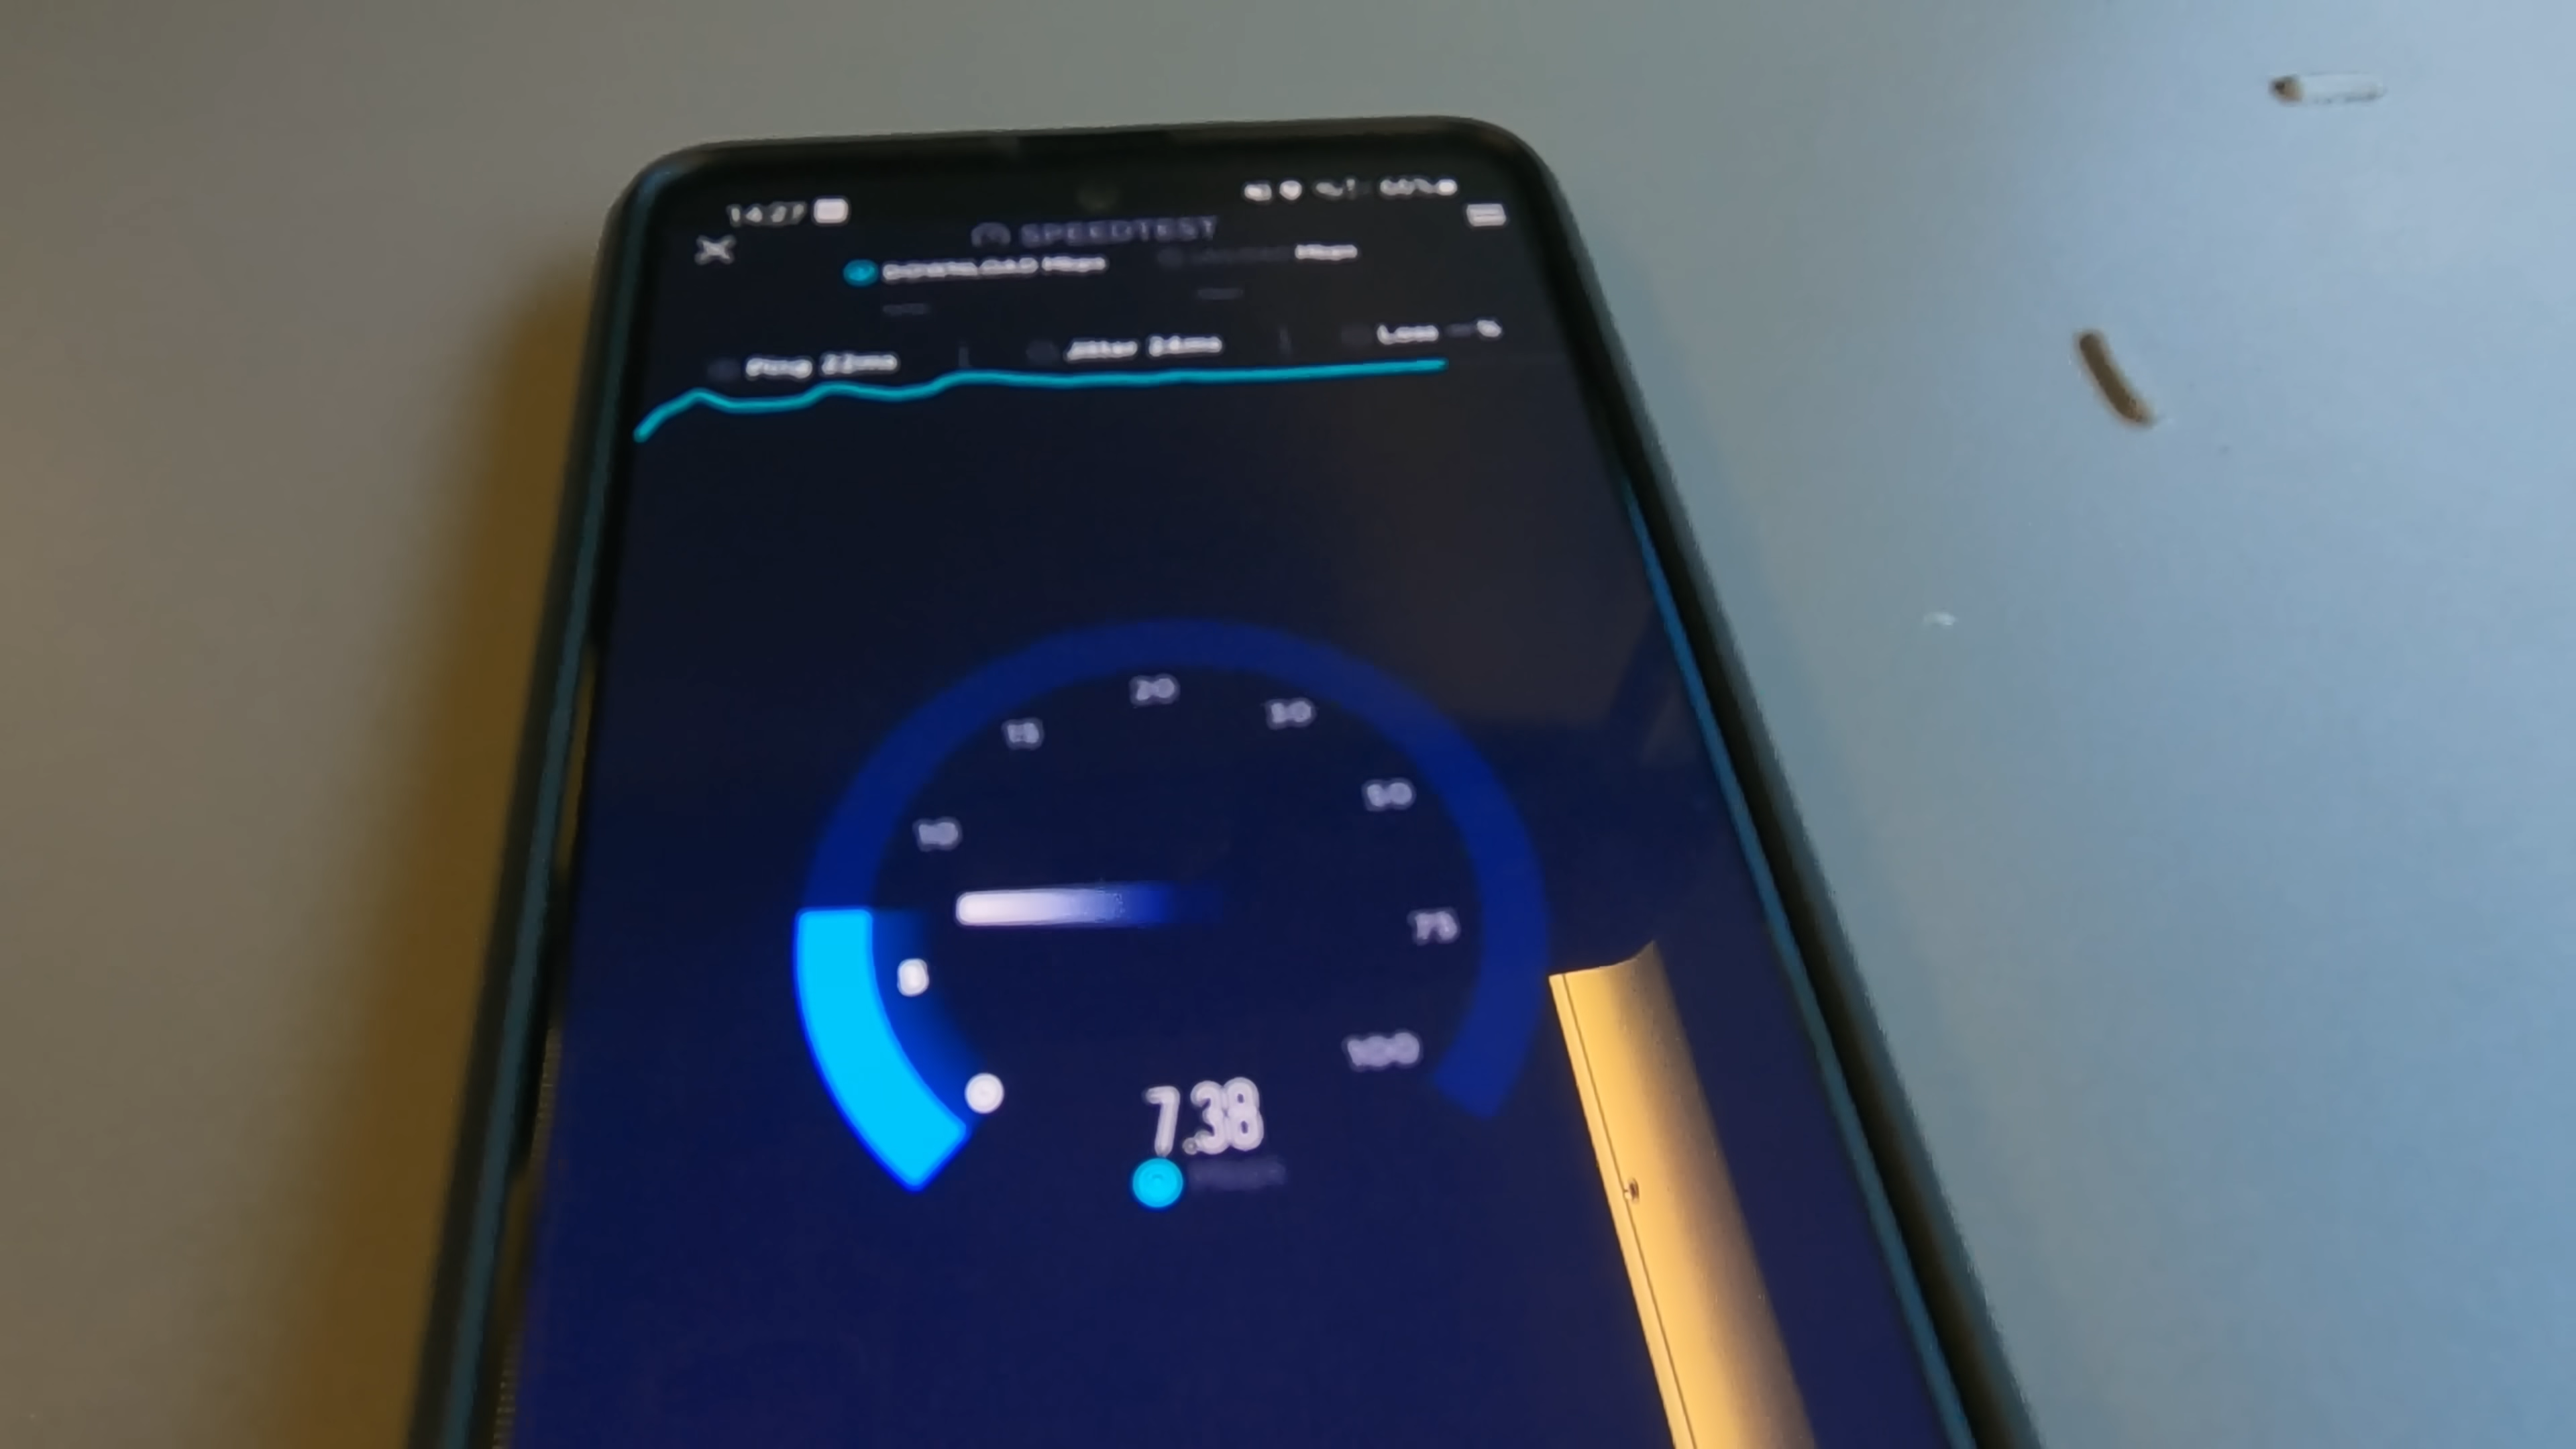 14:27
SPEEDTEST
DOWNLOAD Mbps
Mbps
Ping 22ms
Jitter 24ms
Loss —%
20
15
30
50
10
75
5
100
0
7.38